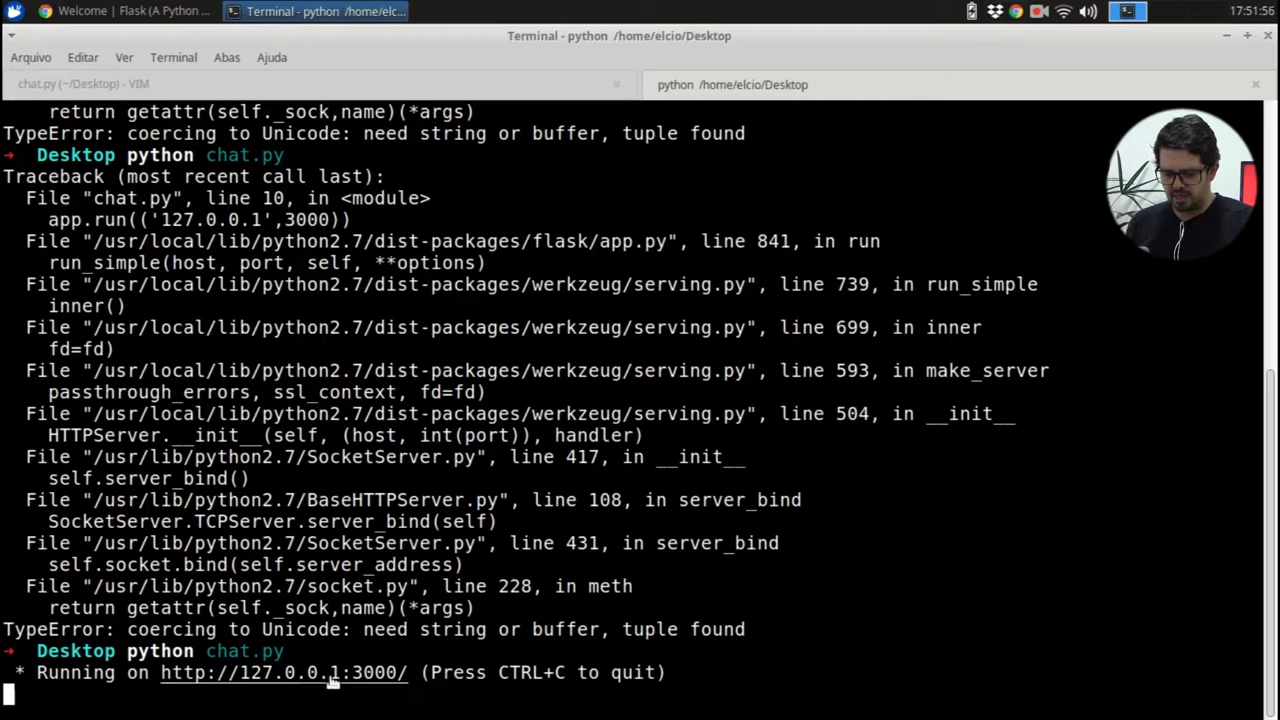 Welcome | Flask (A Python ...
Terminal - python /home/elc...
17:51:56
Terminal - python /home/elcio/Desktop
Arquivo Editar Ver Terminal Abas Ajuda
chat.py (~/Desktop) - VIM
python /home/elcio/Desktop
return getattr(self._sock,name)(*args)
TypeError: coercing to Unicode: need string or buffer, tuple found
→ Desktop python chat.py
Traceback (most recent call last):
File "chat.py", line 10, in <module>
app.run(('127.0.0.1',3000))
File "/usr/local/lib/python2.7/dist-packages/flask/app.py", line 841, in run
run_simple(host, port, self, **options)
File "/usr/local/lib/python2.7/dist-packages/werkzeug/serving.py", line 739, in run_simple
inner()
File "/usr/local/lib/python2.7/dist-packages/werkzeug/serving.py", line 699, in inner
fd=fd)
File "/usr/local/lib/python2.7/dist-packages/werkzeug/serving.py", line 593, in make_server
passthrough_errors, ssl_context, fd=fd)
File "/usr/local/lib/python2.7/dist-packages/werkzeug/serving.py", line 504, in __init__
HTTPServer.__init__(self, (host, int(port)), handler)
File "/usr/lib/python2.7/SocketServer.py", line 417, in __init__
self.server_bind()
File "/usr/lib/python2.7/BaseHTTPServer.py", line 108, in server_bind
SocketServer.TCPServer.server_bind(self)
File "/usr/lib/python2.7/SocketServer.py", line 431, in server_bind
self.socket.bind(self.server_address)
File "/usr/lib/python2.7/socket.py", line 228, in meth
return getattr(self._sock,name)(*args)
TypeError: coercing to Unicode: need string or buffer, tuple found
→ Desktop python chat.py
* Running on http://127.0.0.1:3000/ (Press CTRL+C to quit)